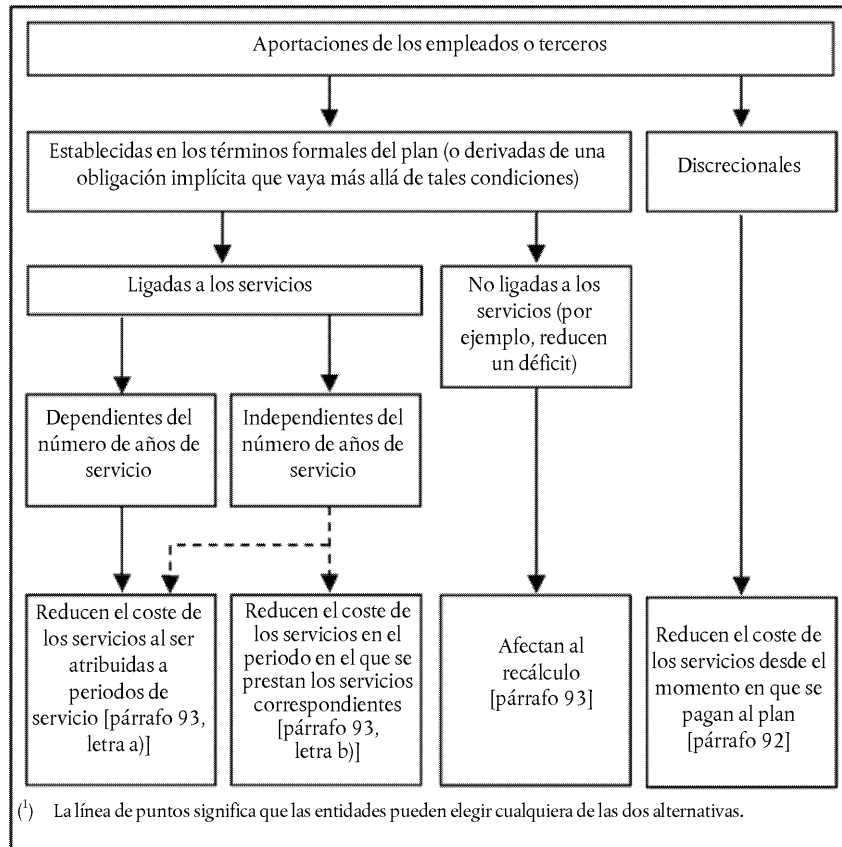 Aportaciones de los empleados o terceros
Establecidas en los términos formales del plan (o derivadas de una
obligación implícita que vaya más allá de tales condiciones)
Discrecionales
Ligadas a los servicios
No ligadas a los
servicios (por
ejemplo, reducen
un déficit)
Dependientes del
número de años de
servicio
Independientes del
número de años de
servicio
Reducen el coste de
los servicios al ser
atribuidas a
periodos de
servicio [párrafo 93,
letra a)]
Reducen el coste de
los servicios en el
periodo en el que se
prestan los servicios
correspondientes
[párrafo 93,
letra b)]
Afectan al
recálculo
[párrafo 93]
Reducen el coste de
los servicios desde el
momento en que se
pagan al plan
[párrafo 92]
(1) La línea de puntos significa que las entidades pueden elegir cualquiera de las dos alternativas.